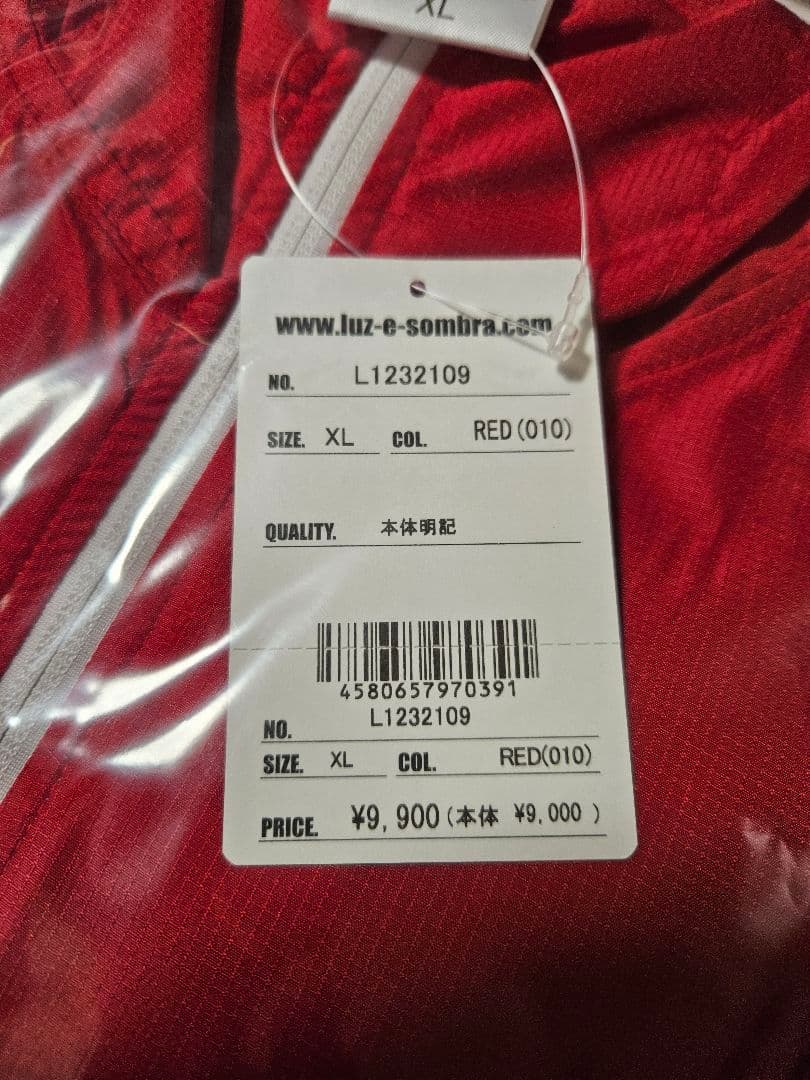 XL
www.luz-e-sombra.com
NO. L1232109
SIZE. XL COL. RED(010)
QUALITY. 本体明記
4580657970391
NO. L1232109
SIZE. XL COL. RED(010)
PRICE. ¥9,900(本体 ¥9,000 )